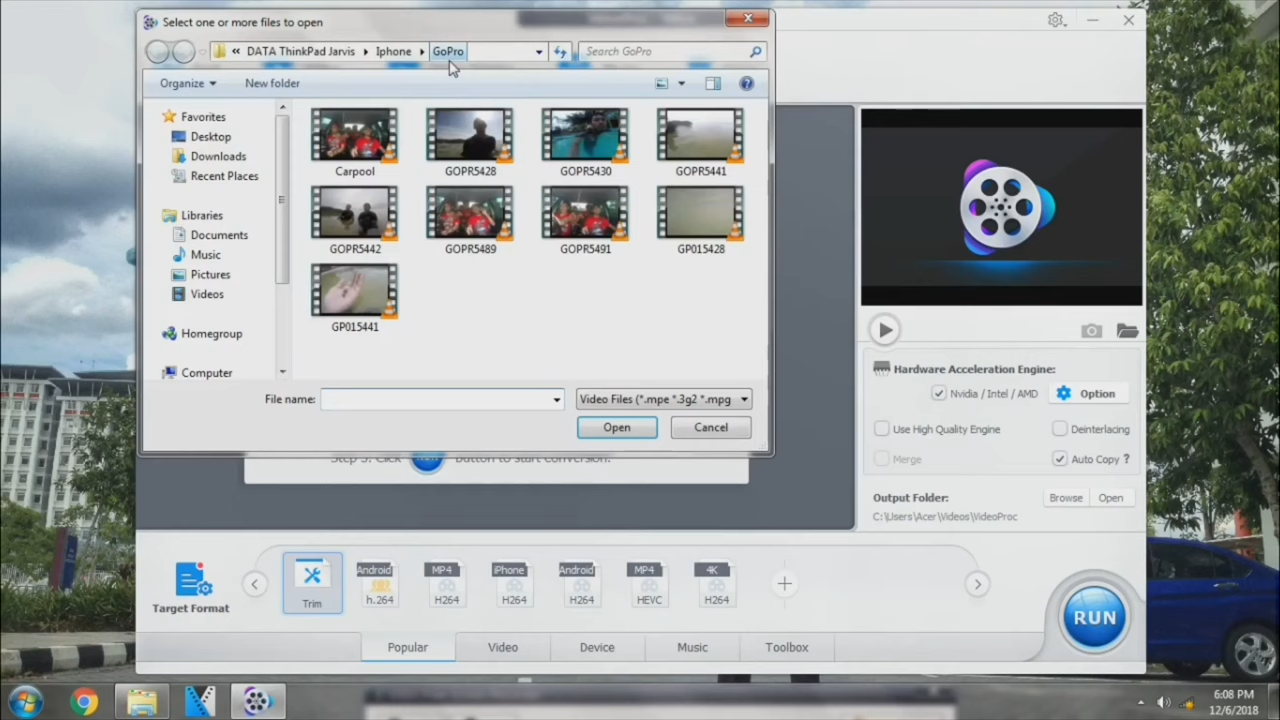 Select one or more files to open
« DATA ThinkPad Jarvis Iphone GoPro
Search GoPro
Organize
New folder
Favorites
Desktop
Downloads
Recent Places
Libraries
Documents
Music
Pictures
Videos
Homegroup
Computer
Carpool
GOPR5428
GOPR5430
GOPR5441
GOPR5442
GOPR5489
GOPR5491
GP015428
GP015441
File name:
Video Files (*.mpe *.3g2 *.mpg
Open
Cancel
button to start conversion.
Hardware Acceleration Engine:
Nvidia / Intel / AMD
Option
Use High Quality Engine
Deinterlacing
Merge
Auto Copy ?
Output Folder:
Browse
Open
C:\Users\Acer\Videos\VideoProc
Target Format
Trim
Android
h.264
MP4
H264
iPhone
H264
Android
H264
MP4
HEVC
4K
H264
RUN
Popular
Video
Device
Music
Toolbox
6:08 PM
12/6/2018